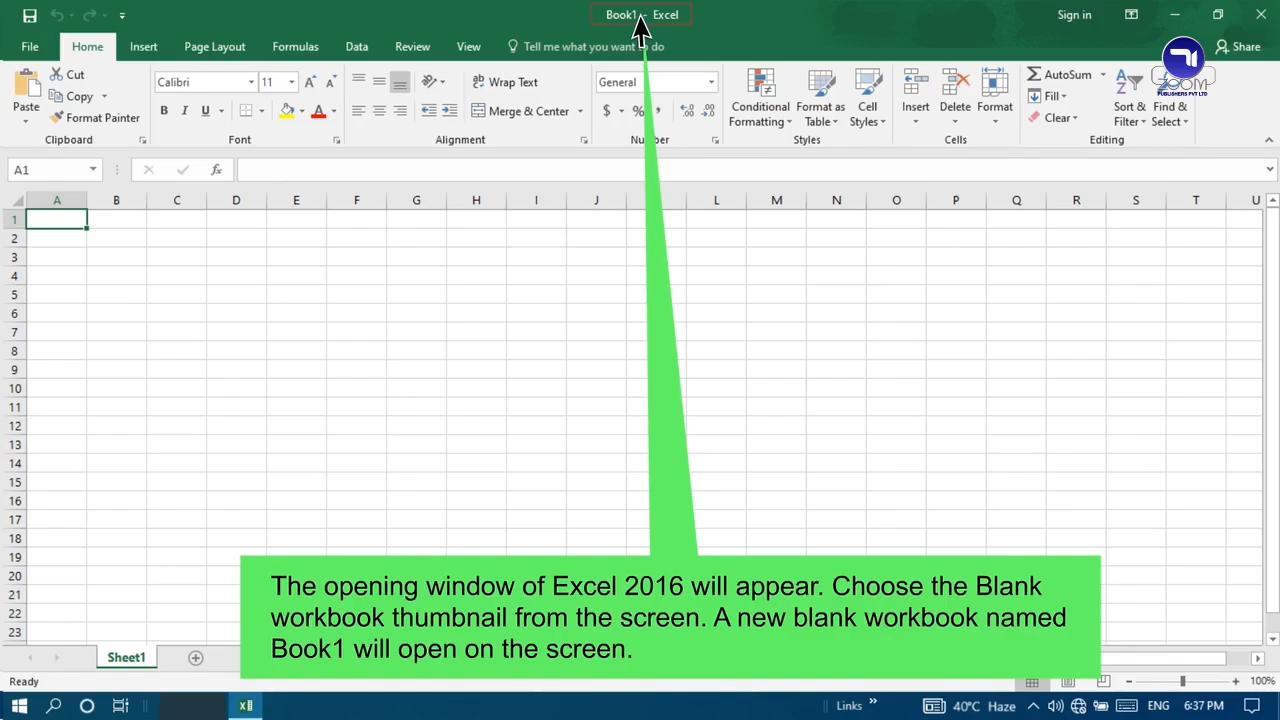 Book1 - Excel
Sign in
File Home Insert Page Layout Formulas Data Review View Tell me what you want to do Share
Paste
Cut
Copy
Format Painter
Clipboard
Calibri 11
B I U
Font
Wrap Text
Merge & Center
Alignment
General
$ % ,
Number
Conditional Formatting
Format as Table
Cell Styles
Styles
Insert Delete Format
Cells
AutoSum
Fill
Clear
Sort & Filter
Find & Select
Editing
ZOOM
PUBLISHERS PVT LTD
A1 fx
A B C D E F G H I J L M N O P Q R S T U
1
2
3
4
5
6
7
8
9
10
11
12
13
14
15
16
17
18
19
20
21
22
23
The opening window of Excel 2016 will appear. Choose the Blank
workbook thumbnail from the screen. A new blank workbook named
Book1 will open on the screen.
Sheet1
Ready 100%
Links 40°C Haze ENG 6:37 PM